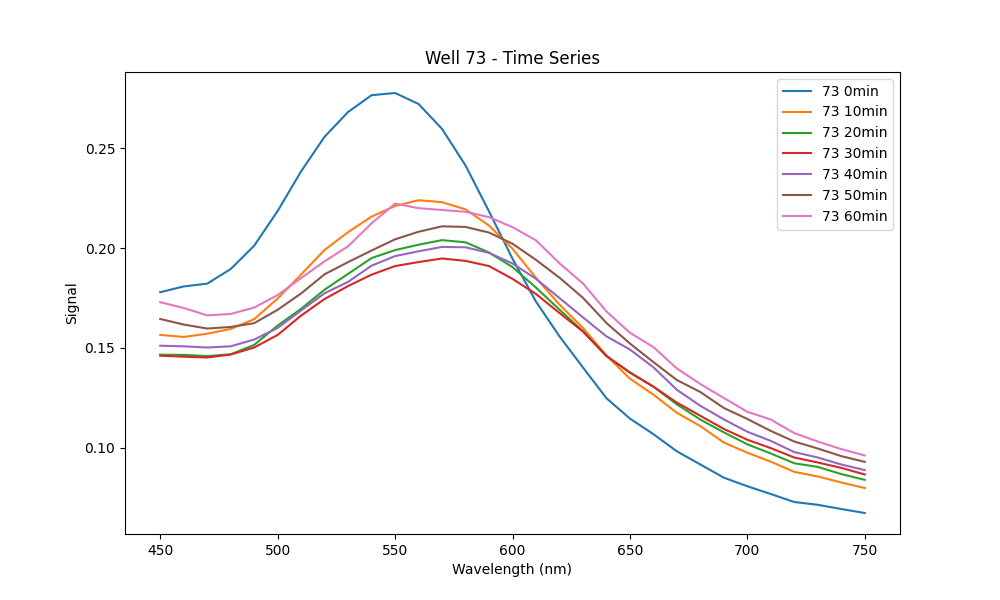 Well 73 - Time Series
73 0min
73 10min
73 20min
73 30min
73 40min
73 50min
73 60min
0.25
0.20
0.15
0.10
Signal
450 500 550 600 650 700 750
Wavelength (nm)